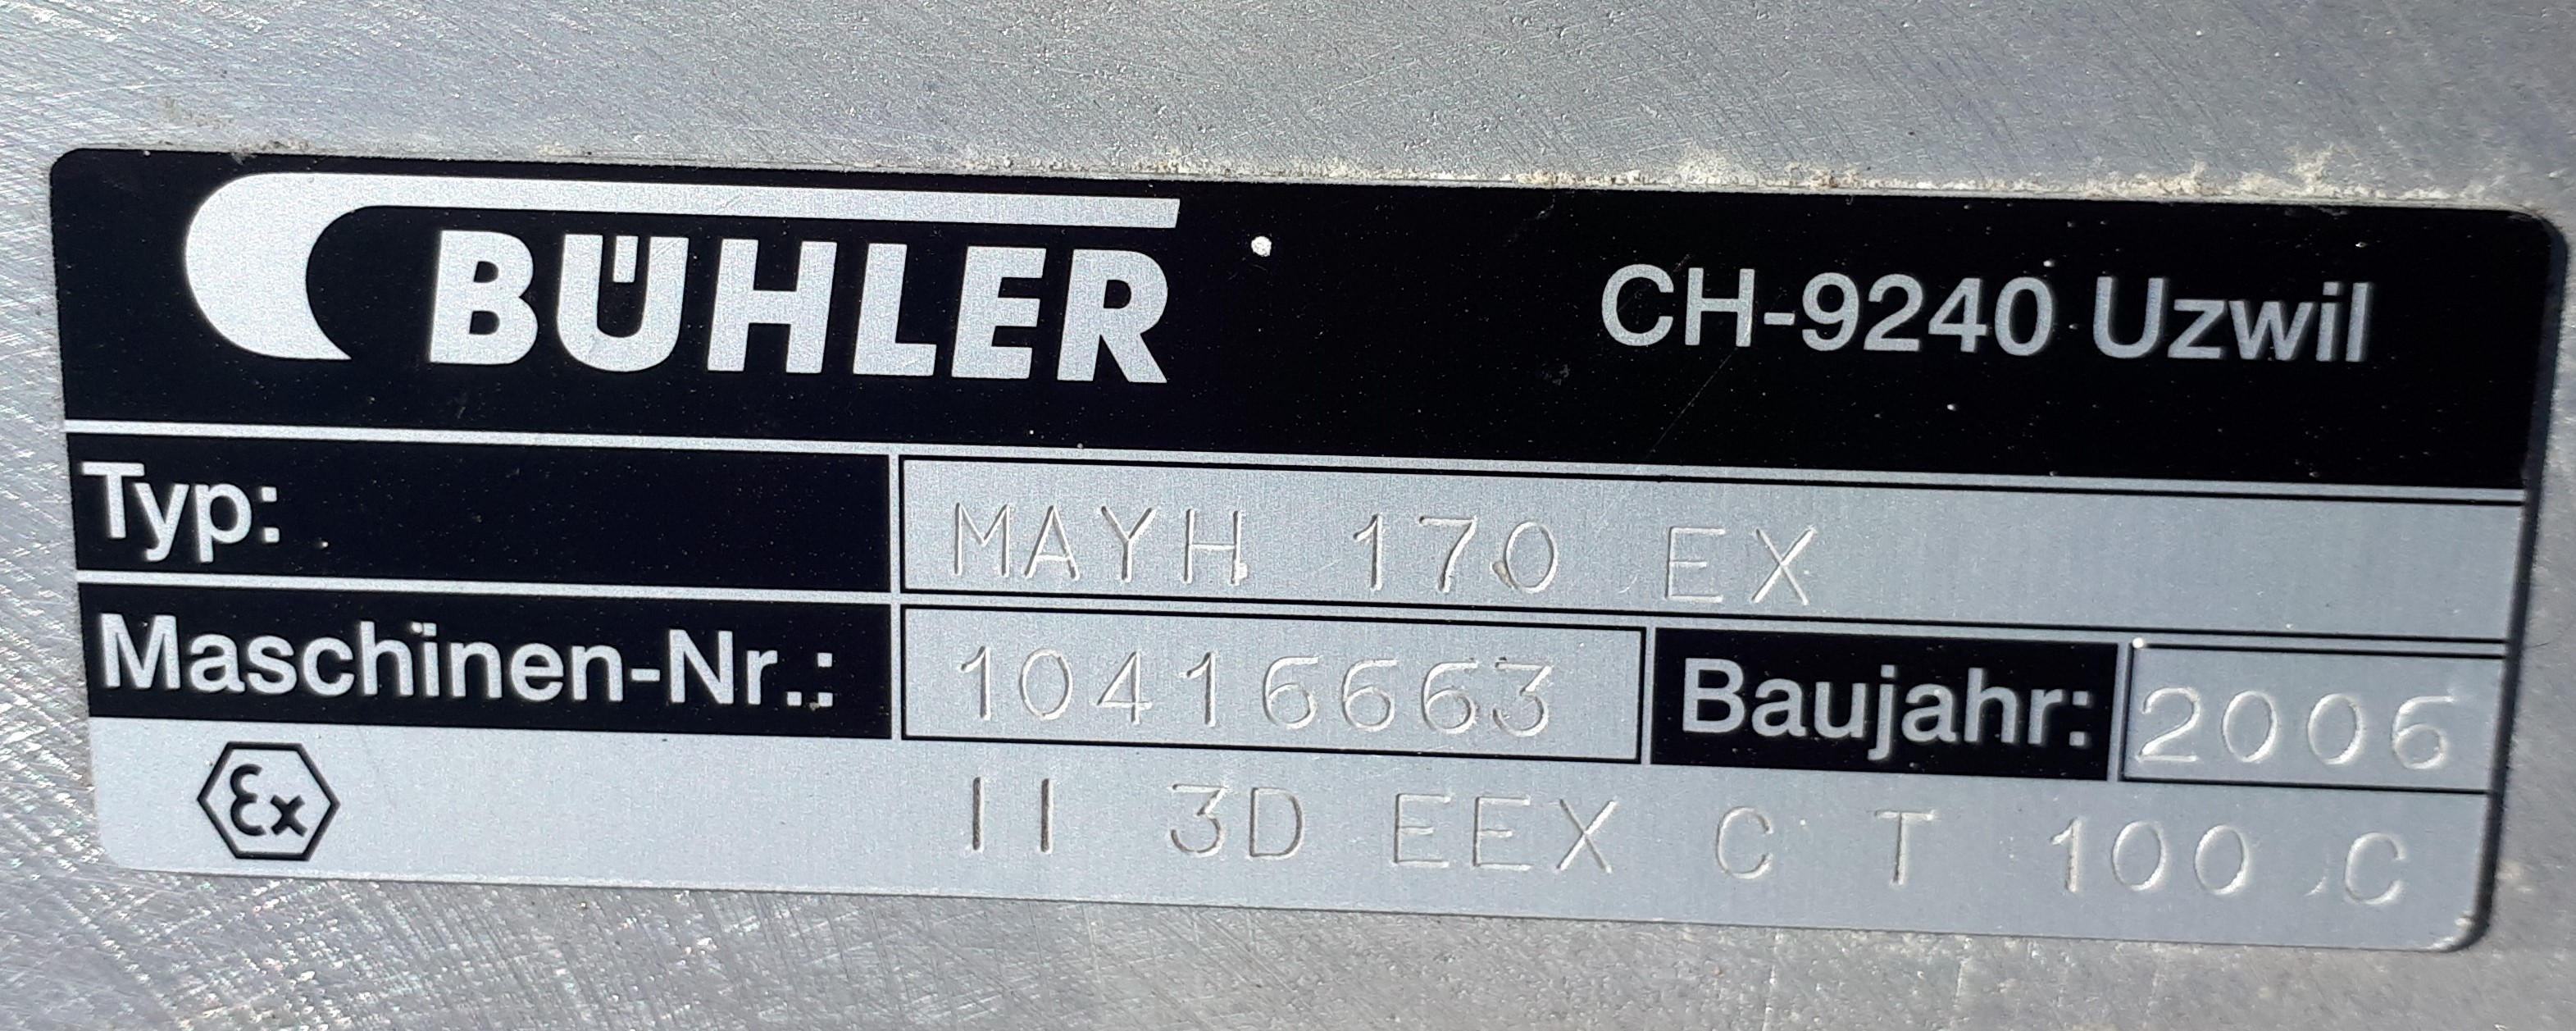 BÜHLER CH-9240 Uzwil
Typ: MAYH 170 EX
Maschinen-Nr.: 10416663 Baujahr: 2006
Ex II 3D EEX C T 100 C